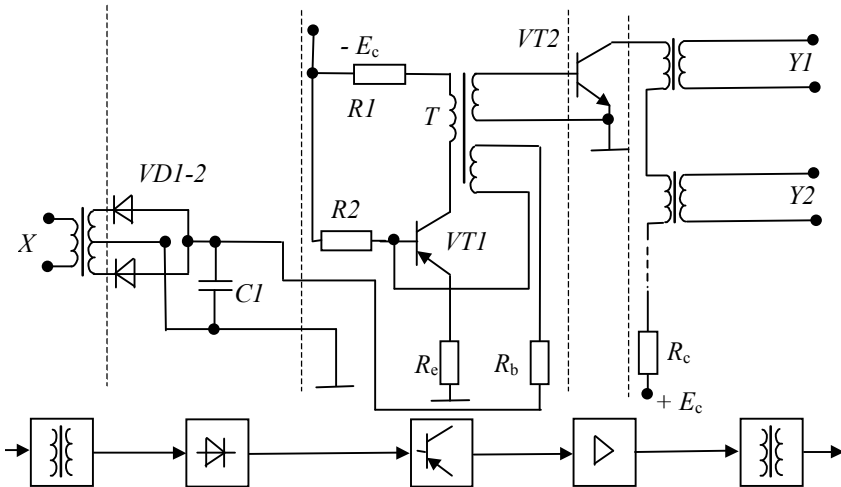 - E_c
VT2
R1
T
Y1
VD1-2
R2
VT1
Y2
X
C1
R_e
R_b
R_c
+ E_c